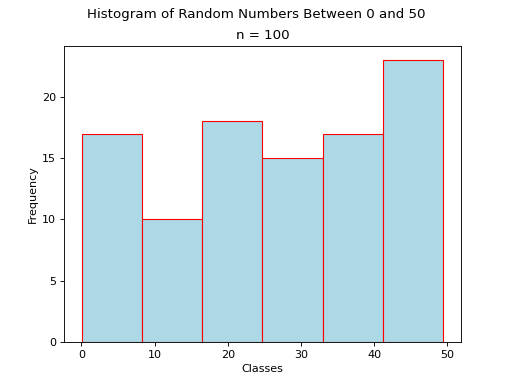 Histogram of Random Numbers Between 0 and 50
n = 100
20
15
10
5
0
Frequency
0 10 20 30 40 50
Classes